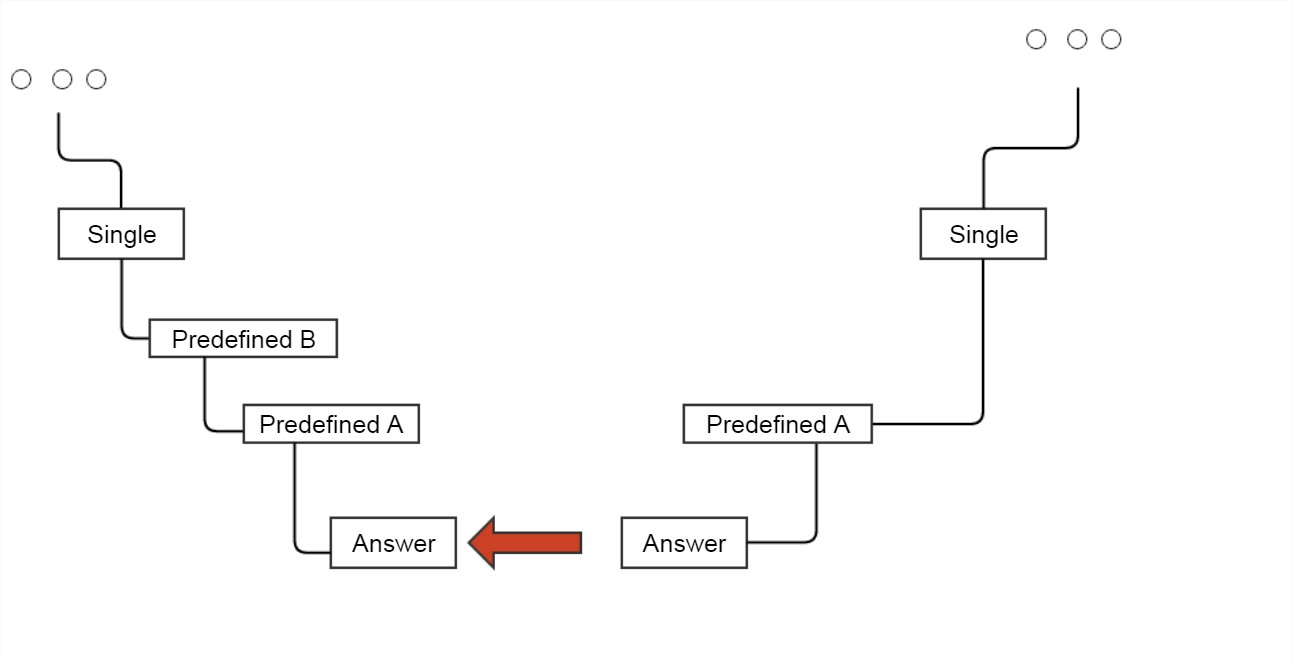 Single
Single
Predefined B
Predefined A
Predefined A
Answer
Answer